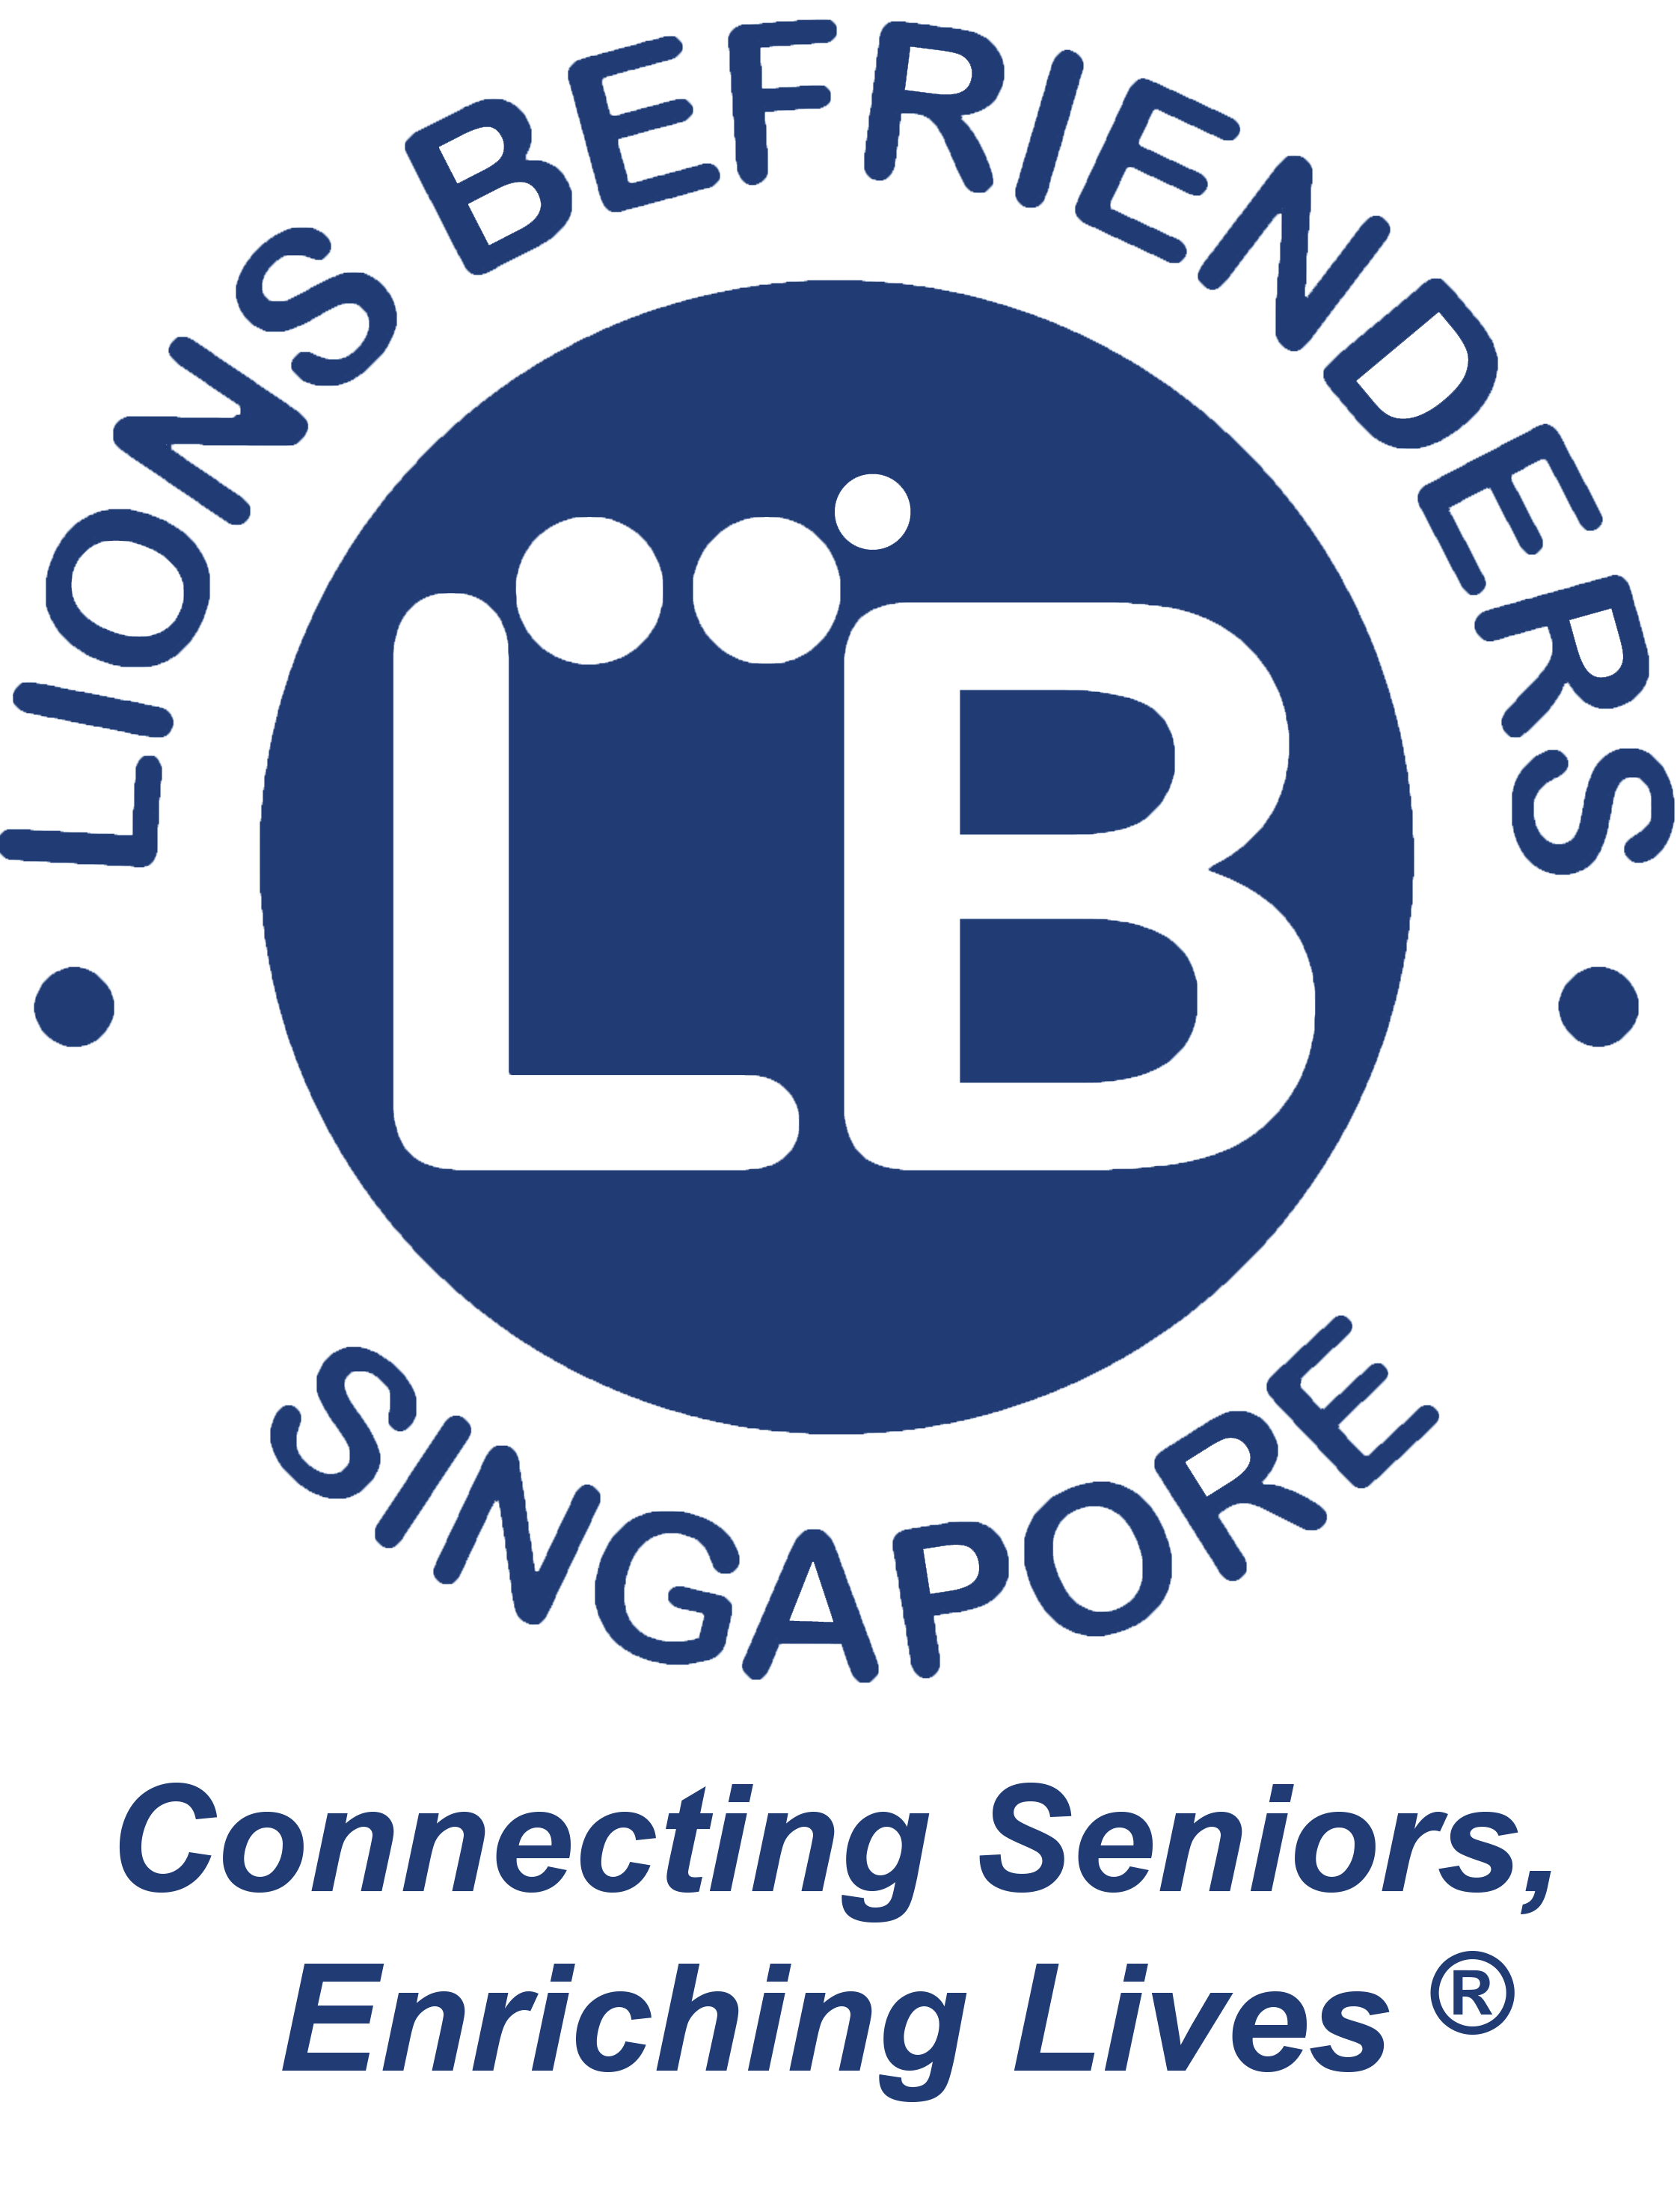 LIONS BEFRIENDERS
LB
SINGAPORE
Connecting Seniors,
Enriching Lives ®